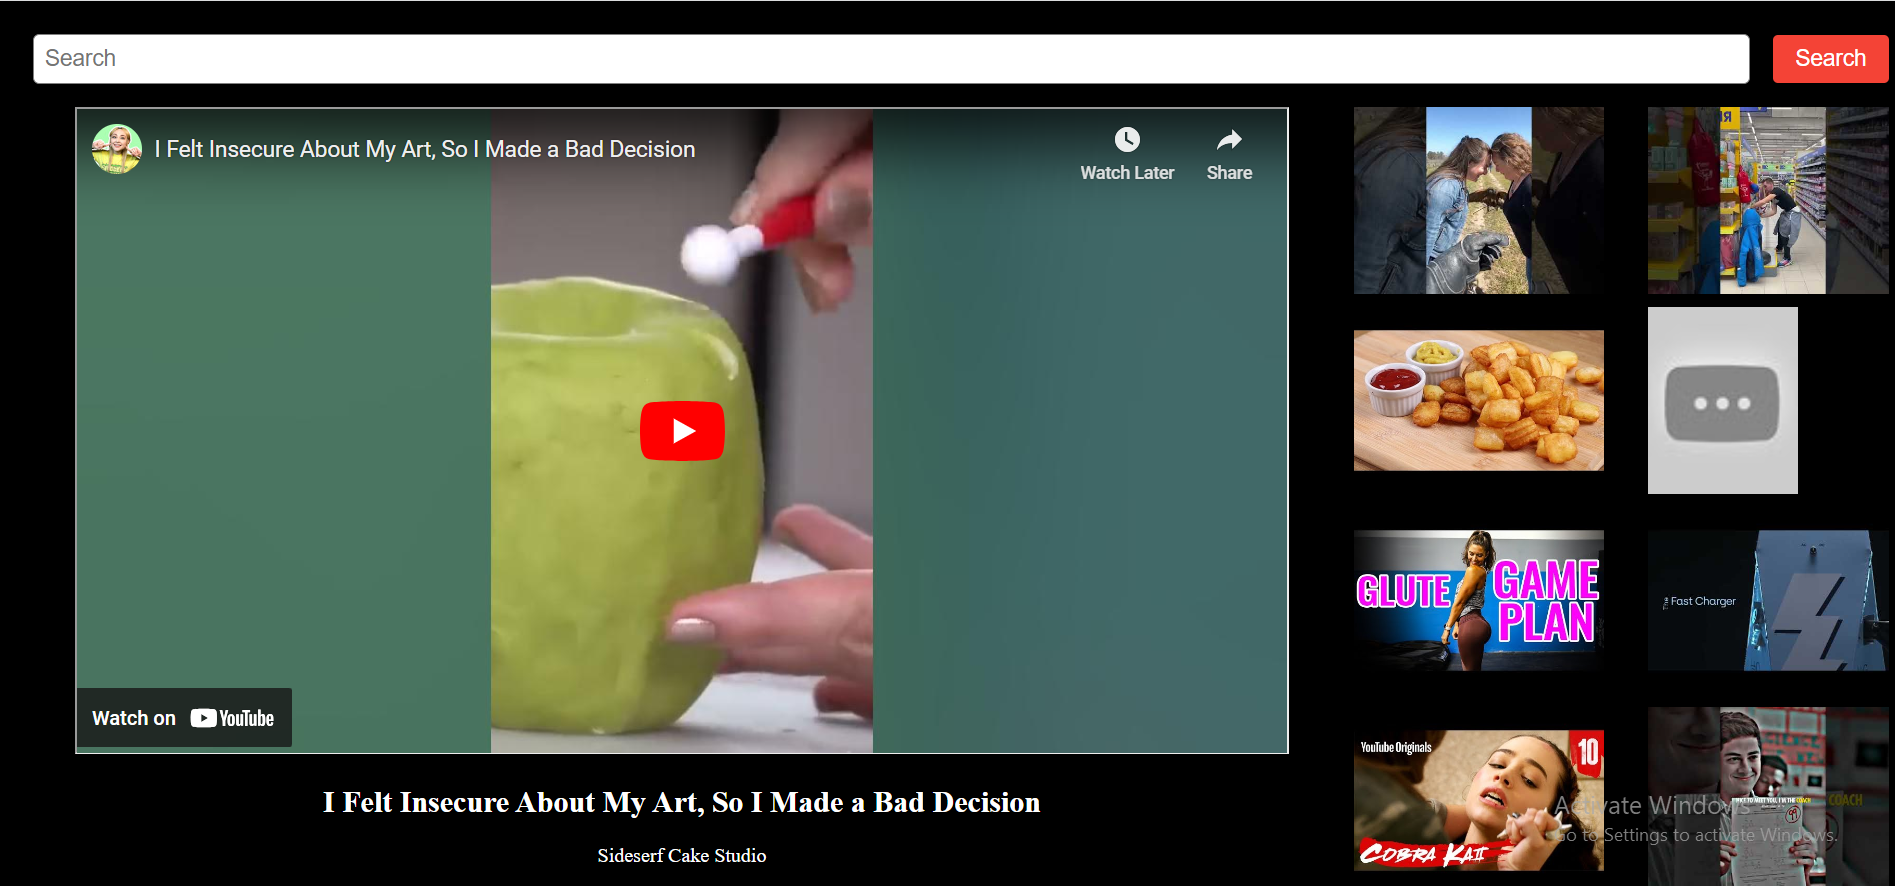 Search
Search
I Felt Insecure About My Art, So I Made a Bad Decision
Watch Later
Share
Watch on YouTube
I Felt Insecure About My Art, So I Made a Bad Decision
Sideserf Cake Studio
GLUTE GAME PLAN
Fast Charger
YouTube Originals
10
COBRA KAI II
COACH
Activate Windows
Go to Settings to activate Windows.